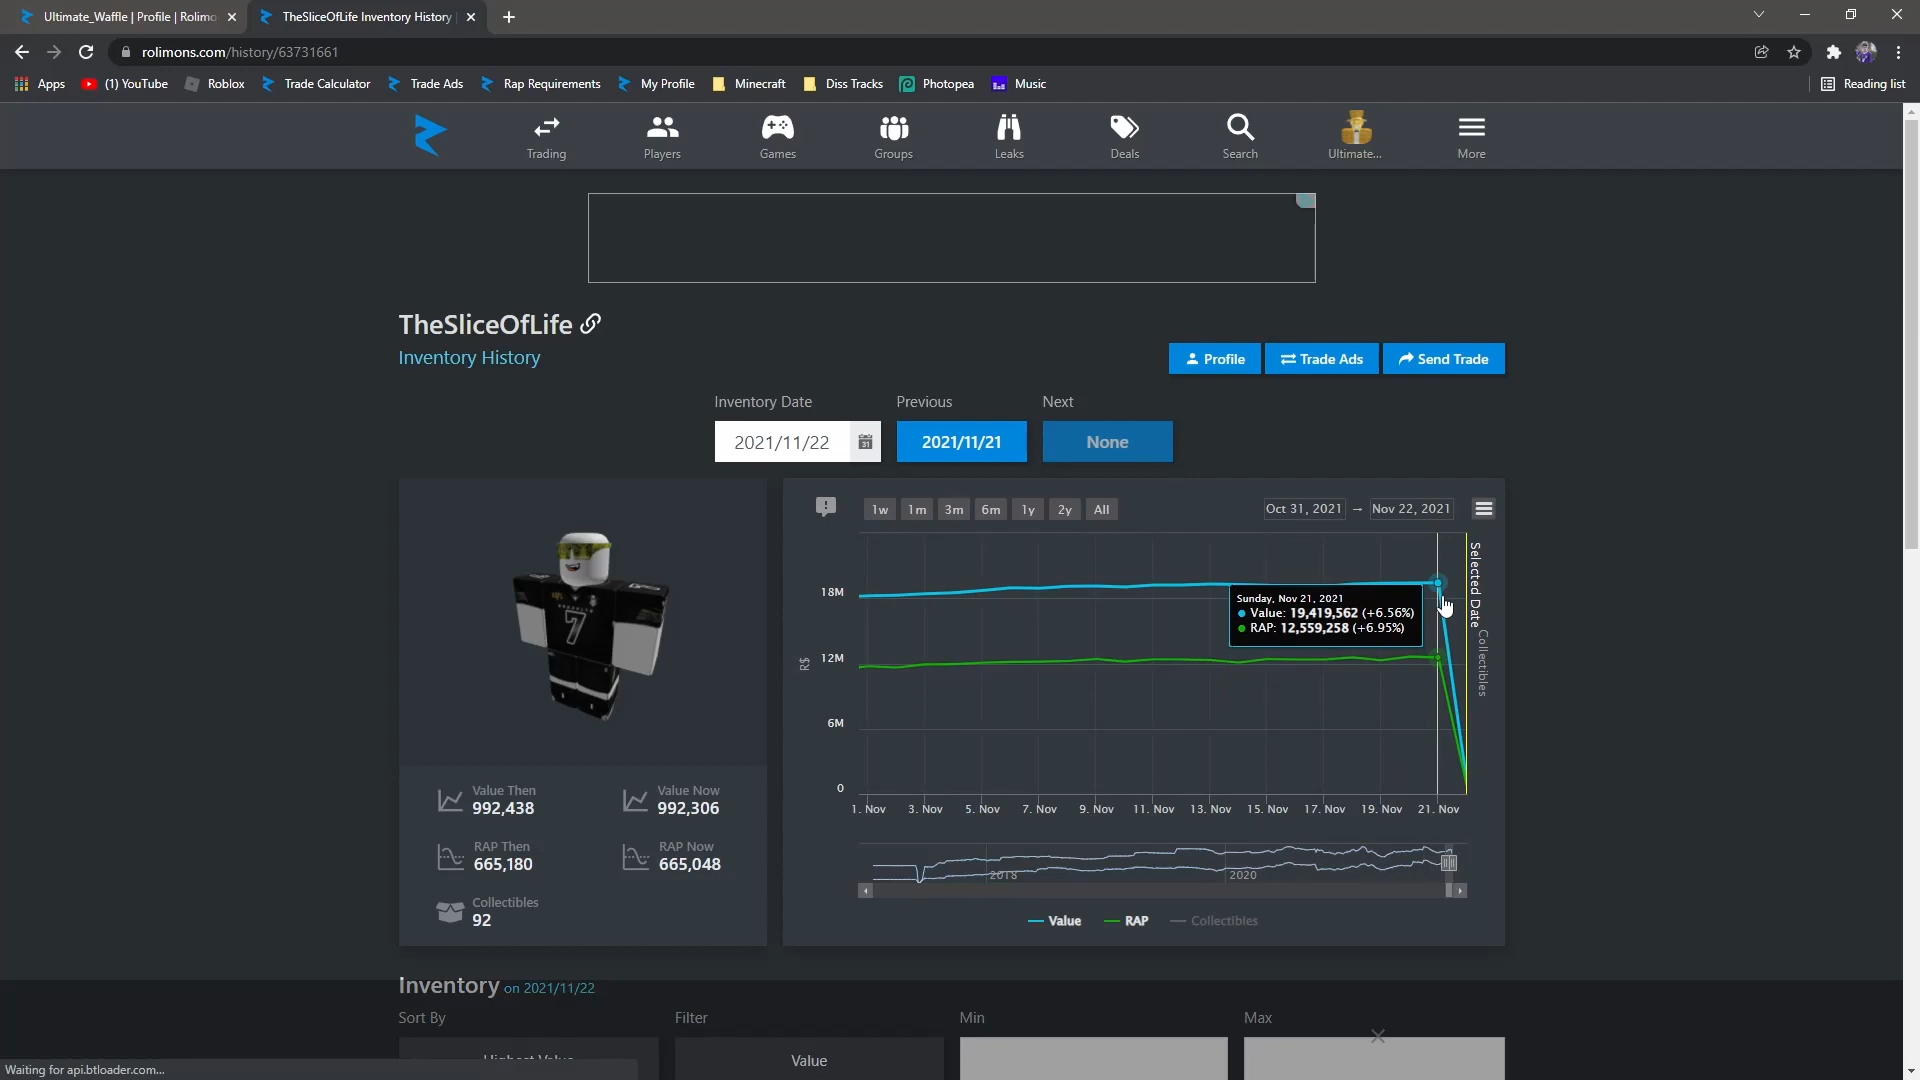 Ultimate_Waffle | Profile | Rolimo
TheSliceOfLife Inventory History
rolimons.com/history/63731661
Apps
(1) YouTube
Roblox
Trade Calculator
Trade Ads
Rap Requirements
My Profile
Minecraft
Diss Tracks
Photopea
Music
Reading list
Trading
Players
Games
Groups
Leaks
Deals
Search
Ultimate...
More
TheSliceOfLife
Inventory History
Profile
Trade Ads
Send Trade
Inventory Date
Previous
Next
2021/11/22
31
2021/11/21
None
1w
1m
3m
6m
1y
2y
All
Oct 31, 2021 → Nov 22, 2021
7
Value Then
992,438
Value Now
992,306
RAP Then
665,180
RAP Now
665,048
Collectibles
92
18M
12M
6M
0
R$
Selected Date
Collectibles
Sunday, Nov 21, 2021
Value: 19,419,562 (+6.56%)
RAP: 12,559,258 (+6.95%)
1. Nov
3. Nov
5. Nov
7. Nov
9. Nov
11. Nov
13. Nov
15. Nov
17. Nov
19. Nov
21. Nov
2018
2020
Value
RAP
Collectibles
Inventory on 2021/11/22
Sort By
Filter
Min
Max
Highest Value
Value
Waiting for api.btloader.com...